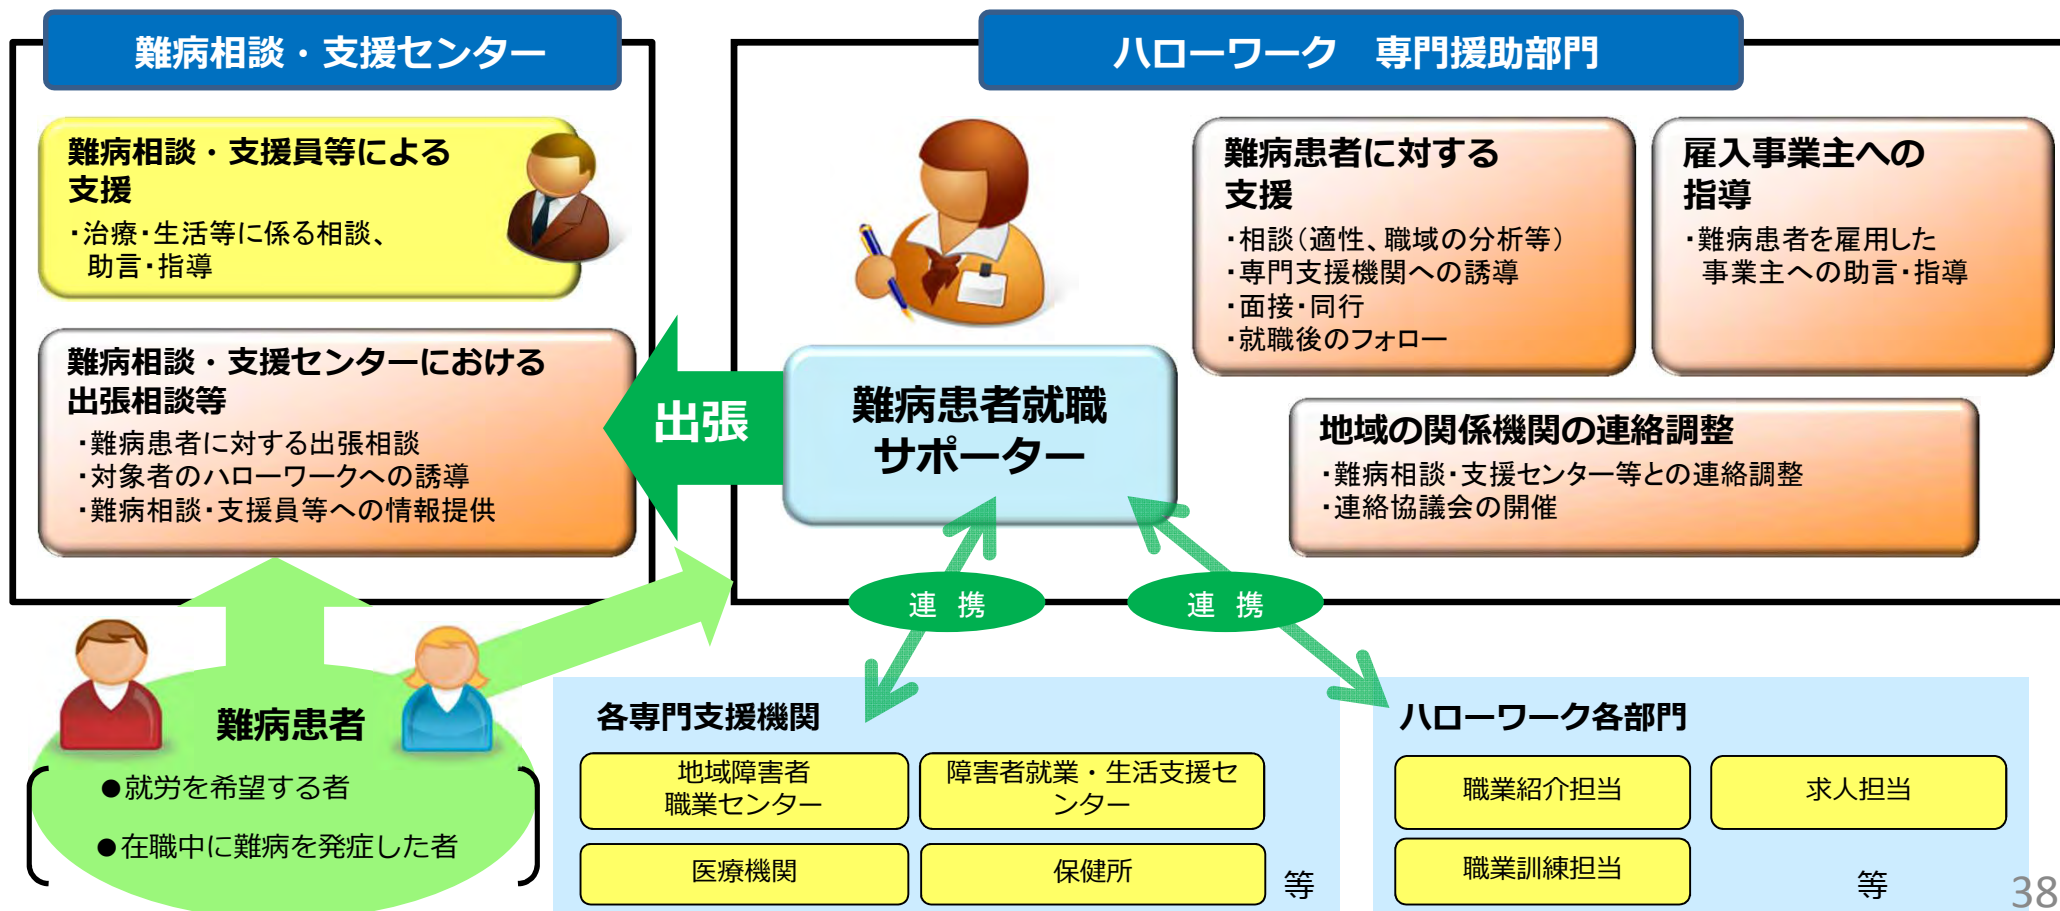 難病相談・支援センター
難病相談・支援員等による
支援
・治療・生活等に係る相談、
助言・指導
難病相談・支援センターにおける
出張相談等
・難病患者に対する出張相談
・対象者のハローワークへの誘導
・難病相談・支援員等への情報提供
出張
ハローワーク　専門援助部門
難病患者就職
サポーター
難病患者に対する
支援
・相談（適性、職域の分析等）
・専門支援機関への誘導
・面接・同行
・就職後のフォロー
雇入事業主への
指導
・難病患者を雇用した
事業主への助言・指導
地域の関係機関の連絡調整
・難病相談・支援センター等との連絡調整
・連絡協議会の開催
連 携
連 携
難病患者
●就労を希望する者
●在職中に難病を発症した者
各専門支援機関
地域障害者
職業センター
障害者就業・生活支援セ
ンター
医療機関
保健所
等
ハローワーク各部門
職業紹介担当
求人担当
職業訓練担当
等
38